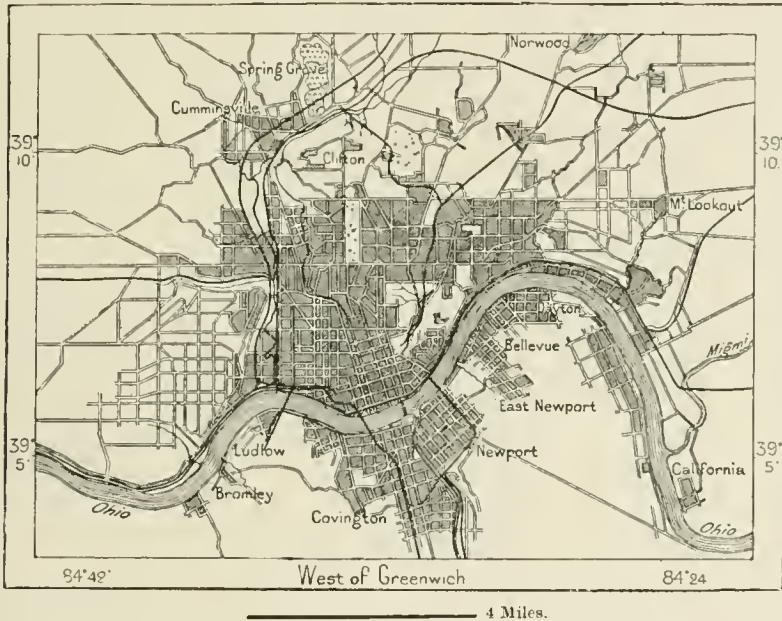 Norwood
Spring Grove
Cumminsville
39°
10.
39°
10.
Clifton
Mt Lookout
Dayton
Bellevue
Miami
East Newport
39°
5'
Ludlow
Newport
39°
5'
California
Bromley
Ohio
Covington
Ohio
84°42'
West of Greenwich
84°24
4 Miles.